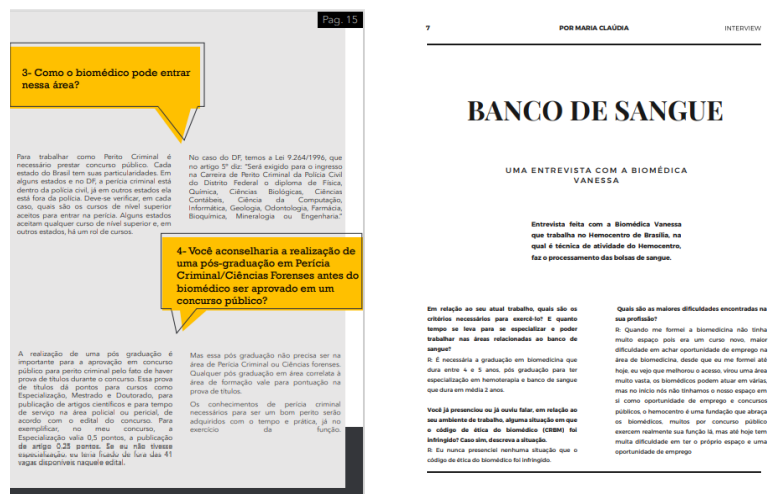 Pag. 15
3- Como o biomédico pode entrar
nessa área?
Para trabalhar como Perito Criminal é
necessário prestar concurso público. Cada
estado do Brasil tem suas particularidades. Em
alguns estados e no DF, a perícia criminal está
dentro da polícia civil, já em outros estados ela
está fora da polícia. Deve-se verificar, em cada
caso, quais são os cursos de nível superior
aceitos para entrar na perícia. Alguns estados
aceitam qualquer curso de nível superior e, em
outros estados, há um rol de cursos.
No caso do DF, temos a Lei 9.264/1996, que
no artigo 5º diz: "Será exigido para o ingresso
na Carreira de Perito Criminal da Polícia Civil
do Distrito Federal o diploma de Física,
Química, Ciências Biológicas, Ciências
Contábeis, Ciência da Computação,
Informática, Geologia, Odontologia, Farmácia,
Bioquímica, Mineralogia ou Engenharia."
4- Você aconselharia a realização de
uma pós-graduação em Perícia
Criminal/Ciências Forenses antes do
biomédico ser aprovado em um
concurso público?
A realização de uma pós graduação é
importante para a aprovação em concurso
público para perito criminal pelo fato de haver
prova de títulos durante o concurso. Essa prova
de títulos dá pontos para cursos como
Especialização, Mestrado e Doutorado, para
publicação de artigos científicos e para tempo
de serviço na área policial ou pericial, de
acordo com o edital do concurso. Para
exemplificar, no meu concurso, a
Especialização valia 0,5 pontos, a publicação
de artigo 0.25 pontos. Se eu não tivesse
especialização, eu teria ficado de fora das 41
vagas disponíveis naquele edital.
Mas essa pós graduação não precisa ser na
área de Perícia Criminal ou Ciências forenses.
Qualquer pós graduação em área correlata à
área de formação vale para pontuação na
prova de títulos.
Os conhecimentos de perícia criminal
necessários para ser um bom perito serão
adquiridos com o tempo e prática, já no
exercício da função.
7 POR MARIA CLAÚDIA INTERVIEW
BANCO DE SANGUE
UMA ENTREVISTA COM A BIOMÉDICA
VANESSA
Entrevista feita com a Biomédica Vanessa
que trabalha no Hemocentro de Brasília, na
qual é técnica de atividade do Hemocentro,
faz o processamento das bolsas de sangue.
Em relação ao seu atual trabalho, quais são os
critérios necessários para exercê-lo? E quanto
tempo se leva para se especializar e poder
trabalhar nas áreas relacionadas ao banco de
sangue?
R: É necessária a graduação em biomedicina que
dura entre 4 e 5 anos, pós graduação para ter
especialização em hemoterapia e banco de sangue
que dura em média 2 anos.
Você já presenciou ou já ouviu falar, em relação ao
seu ambiente de trabalho, alguma situação em que
o código de ética do biomédico (CRBM) foi
infringido? Caso sim, descreva a situação.
R: Eu nunca presenciei nenhuma situação que o
código de ética do biomédico foi infringido.
Quais são as maiores dificuldades encontradas na
sua profissão?
R: Quando me formei a biomedicina não tinha
muito espaço pois era um curso novo, maior
dificuldade em achar oportunidade de emprego na
área de biomedicina, desde que eu me formei até
hoje, eu vejo que melhorou o acesso, virou uma área
muito vasta, os biomédicos podem atuar em várias,
mas no início nós não tínhamos o nosso espaço em
si como oportunidade de emprego e concursos
públicos, o hemocentro é uma fundação que abraça
os biomédicos, muitos por concurso público
exercem realmente sua função lá, mas até hoje tem
muita dificuldade em ter o próprio espaço e uma
oportunidade de emprego